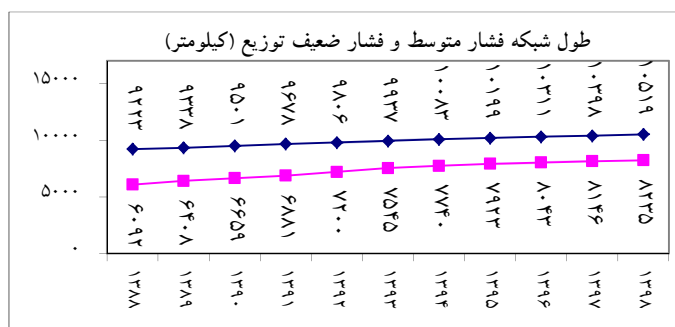 طول شبکه فشار متوسط و فشار ضعیف توزیع (کیلومتر)
۱۵۰۰۰
۱۰۰۰۰
۵۰۰۰
۰
۹۲۲۳ ۹۳۳۸ ۹۵۰۱ ۹۶۷۸ ۹۸۰۶ ۹۹۳۷ ۱۰۰۸۳ ۱۰۱۹۹ ۱۰۳۱۱ ۱۰۳۹۸ ۱۰۵۱۹
۶۰۹۲ ۶۴۰۸ ۶۶۵۹ ۶۸۸۱ ۷۲۰۰ ۷۵۴۵ ۷۷۴۰ ۷۹۲۳ ۸۰۴۳ ۸۱۴۶ ۸۲۳۵
۱۳۸۸ ۱۳۸۹ ۱۳۹۰ ۱۳۹۱ ۱۳۹۲ ۱۳۹۳ ۱۳۹۴ ۱۳۹۵ ۱۳۹۶ ۱۳۹۷ ۱۳۹۸